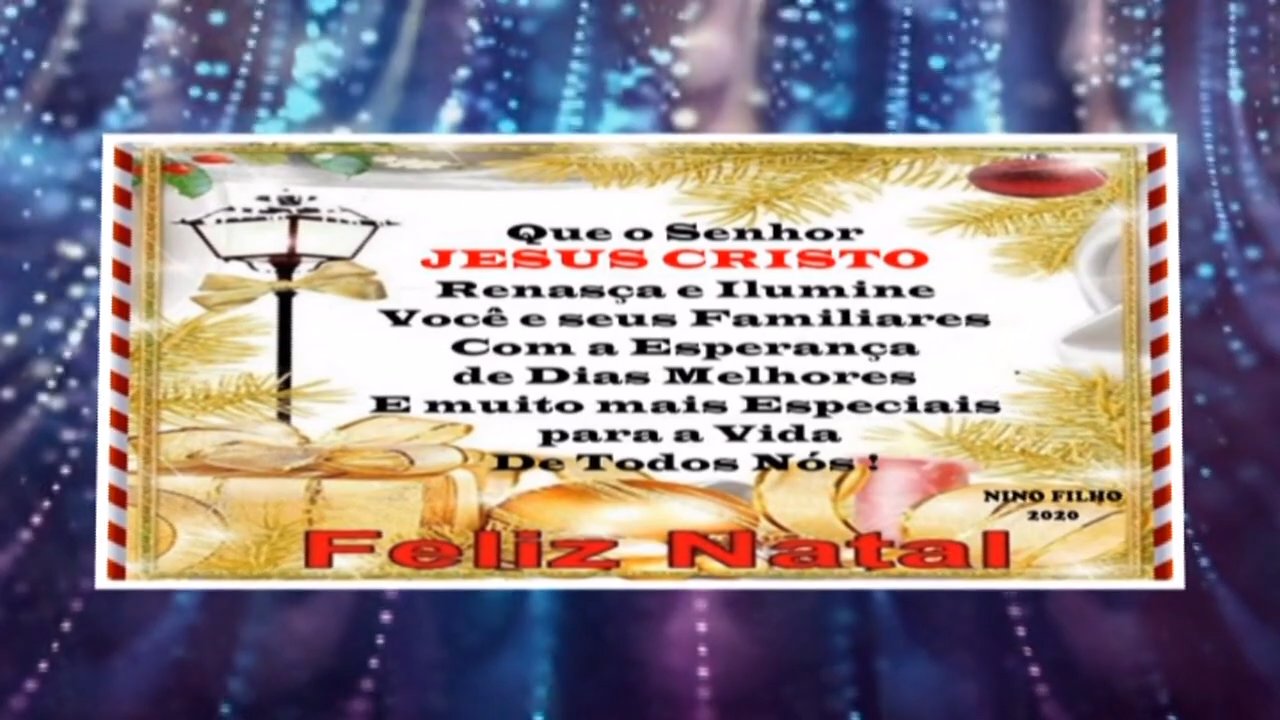 Que o Senhor
JESUS CRISTO
Renasça e Ilumine
Você e seus Familiares
Com a Esperança
de Dias Melhores
E muito mais Especiais
para a Vida
De Todos Nós !
NINO FILHO
2020
Feliz Natal